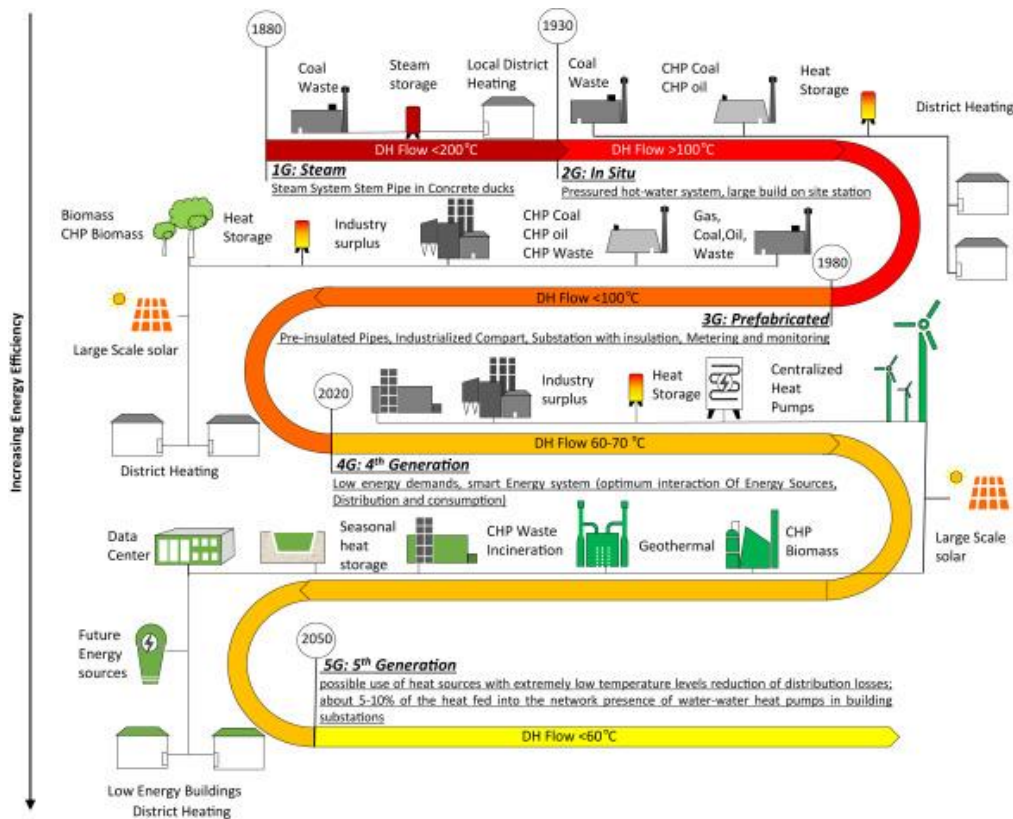 1880
1930
Coal
Waste
Steam
storage
Local District
Heating
Coal
Waste
CHP Coal
CHP oil
Heat
Storage
District Heating
DH Flow <200°C
DH Flow >100°C
1G: Steam
Steam System Stem Pipe in Concrete ducks
2G: In Situ
Pressured hot-water system, large build on site station
Biomass
CHP Biomass
Heat
Storage
Industry
surplus
CHP Coal
CHP oil
CHP Waste
Gas,
Coal,Oil,
Waste
1980
DH Flow <100°C
3G: Prefabricated
Pre-insulated Pipes, Industrialized Compart, Substation with insulation, Metering and monitoring
Large Scale solar
Increasing Energy Efficiency
2020
Industry
surplus
Heat
Storage
Centralized
Heat
Pumps
DH Flow 60-70 °C
District Heating
4G: 4th Generation
Low energy demands, smart Energy system (optimum interaction Of Energy Sources,
Distribution and consumption)
Data
Center
Seasonal
heat
storage
CHP Waste
Incineration
Geothermal
CHP
Biomass
Large Scale
solar
Future
Energy
sources
2050
5G: 5th Generation
possible use of heat sources with extremely low temperature levels reduction of distribution losses;
about 5-10% of the heat fed into the network presence of water-water heat pumps in building
substations
DH Flow <60°C
Low Energy Buildings
District Heating